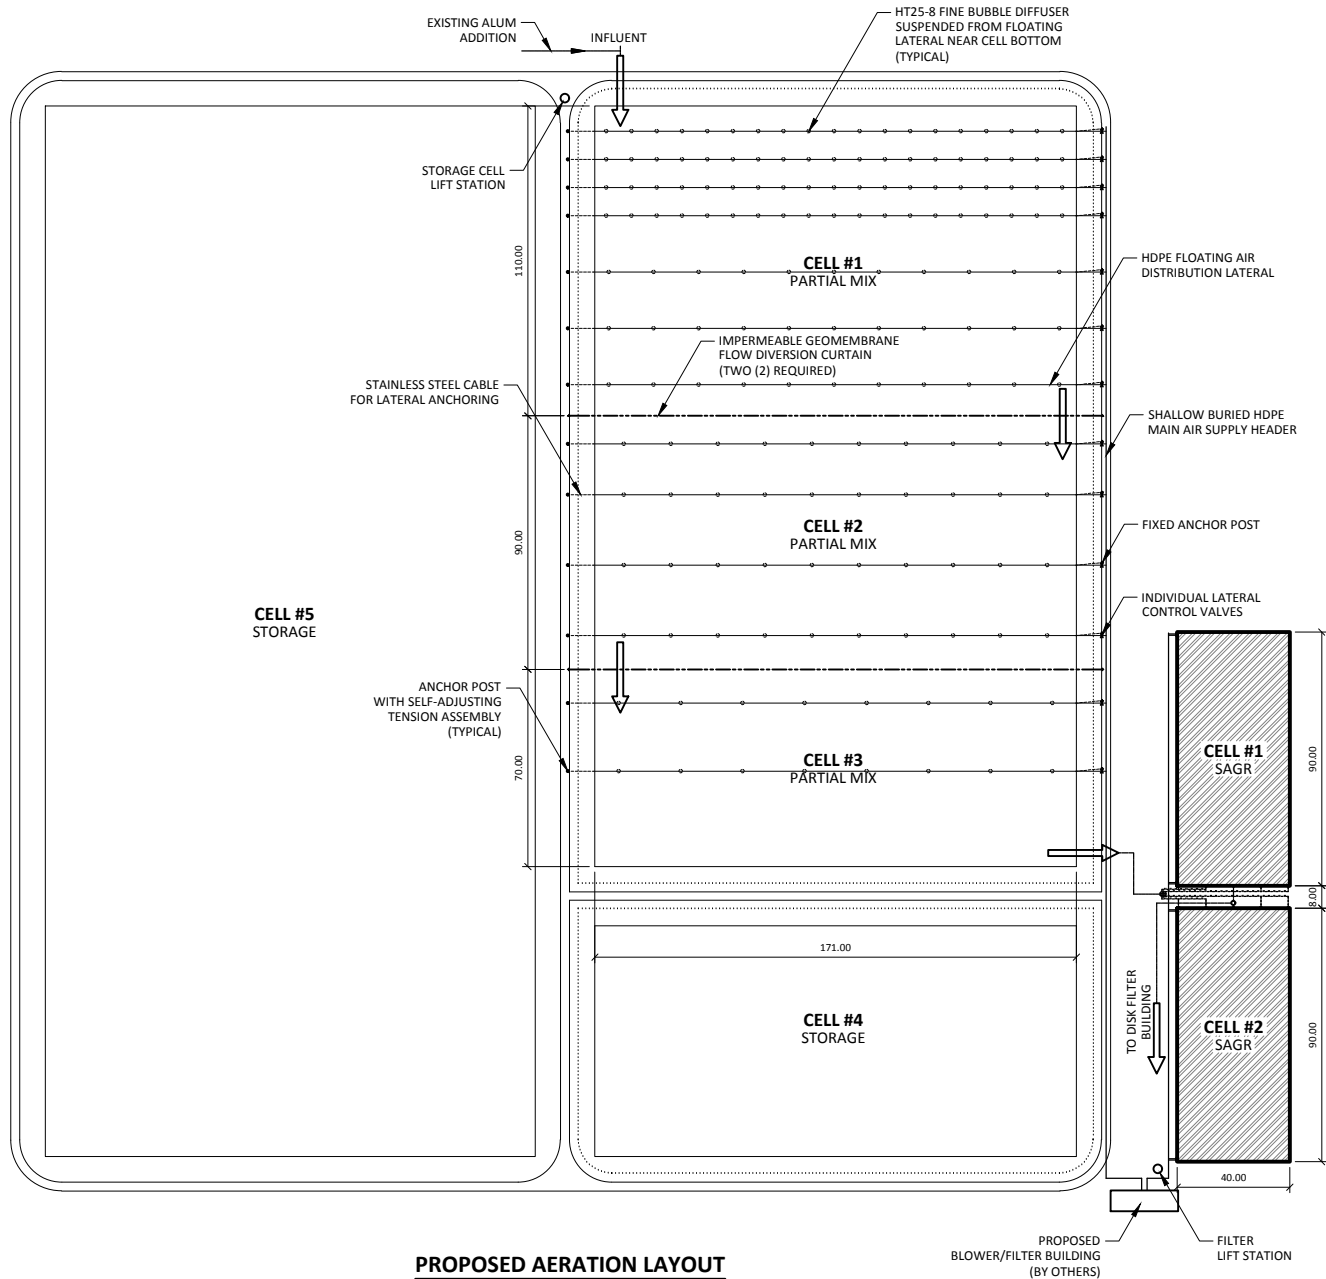 EXISTING ALUM
ADDITION
INFLUENT
HT25-8 FINE BUBBLE DIFFUSER
SUSPENDED FROM FLOATING
LATERAL NEAR CELL BOTTOM
(TYPICAL)
STORAGE CELL
LIFT STATION
110.00
CELL #1
PARTIAL MIX
HDPE FLOATING AIR
DISTRIBUTION LATERAL
IMPERMEABLE GEOMEMBRANE
FLOW DIVERSION CURTAIN
(TWO (2) REQUIRED)
STAINLESS STEEL CABLE
FOR LATERAL ANCHORING
SHALLOW BURIED HDPE
MAIN AIR SUPPLY HEADER
90.00
CELL #2
PARTIAL MIX
FIXED ANCHOR POST
INDIVIDUAL LATERAL
CONTROL VALVES
CELL #5
STORAGE
ANCHOR POST
WITH SELF-ADJUSTING
TENSION ASSEMBLY
(TYPICAL)
70.00
CELL #3
PARTIAL MIX
CELL #1
SAGR
90.00
8.00
171.00
CELL #4
STORAGE
TO DISK FILTER
BUILDING
CELL #2
SAGR
90.00
40.00
PROPOSED
BLOWER/FILTER BUILDING
(BY OTHERS)
FILTER
LIFT STATION
PROPOSED AERATION LAYOUT